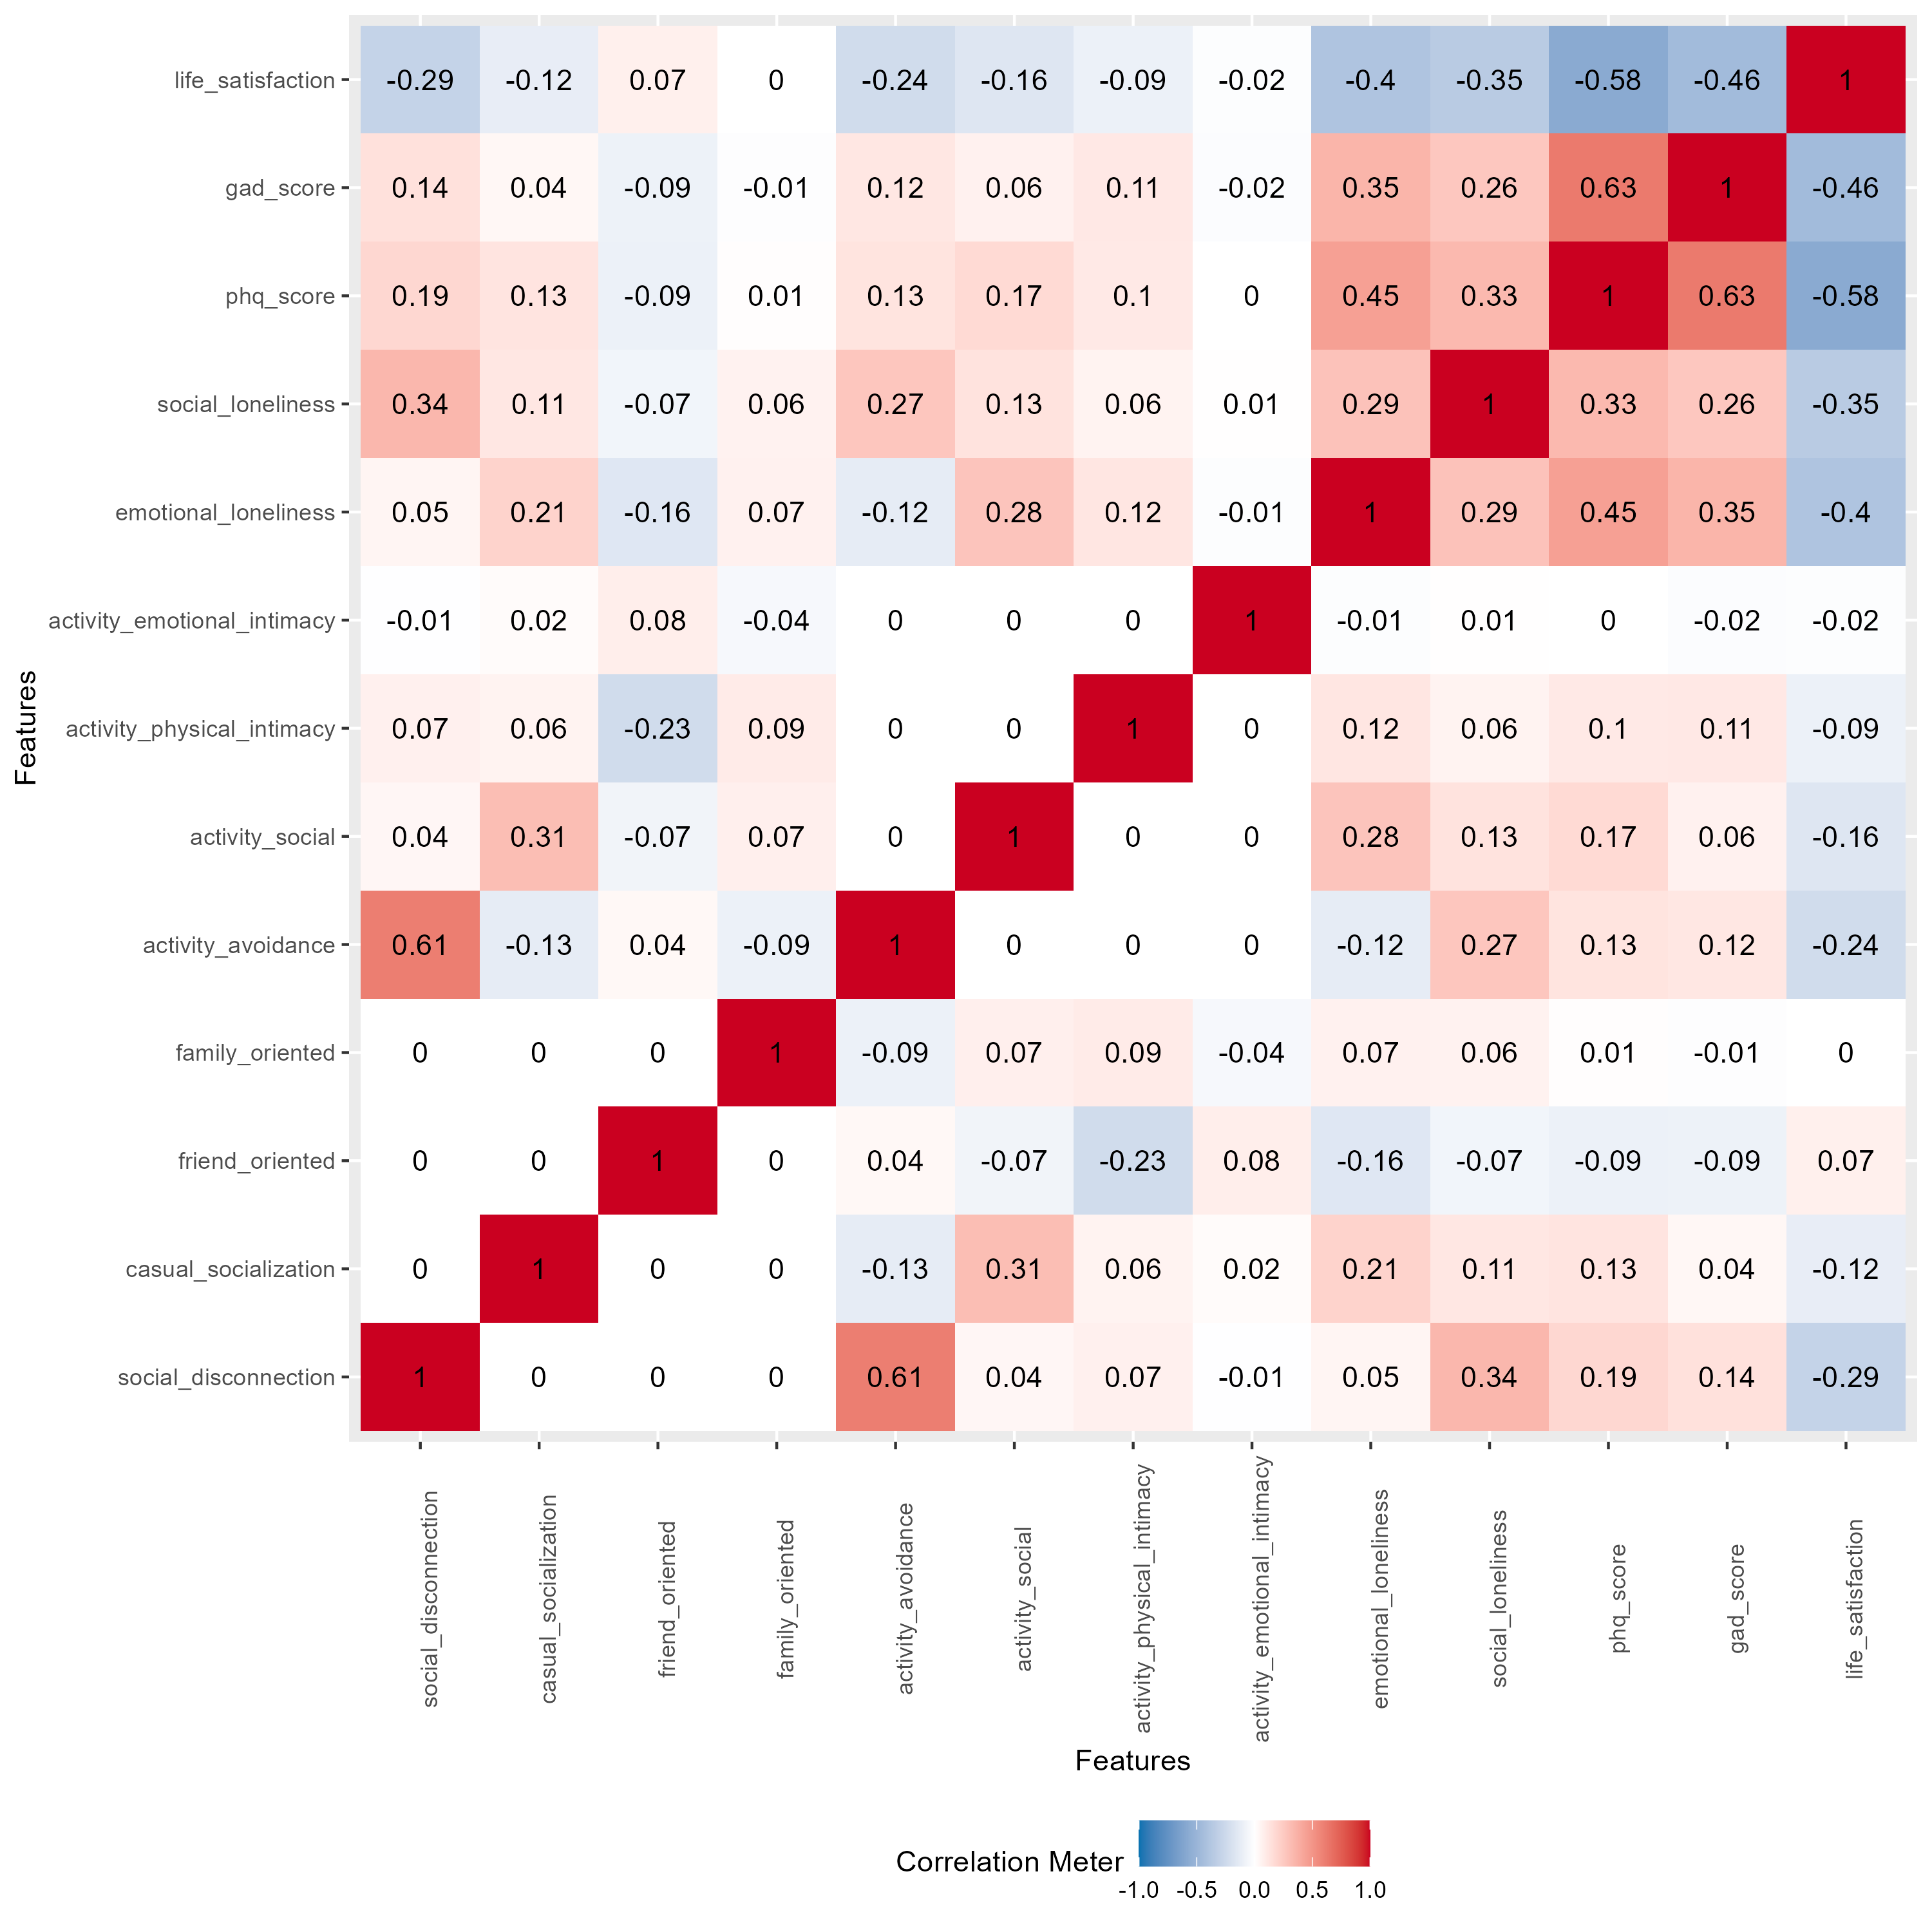 life_satisfaction -0.29 -0.12 0.07 0 -0.24 -0.16 -0.09 -0.02 -0.4 -0.35 -0.58 -0.46 1
gad_score 0.14 0.04 -0.09 -0.01 0.12 0.06 0.11 -0.02 0.35 0.26 0.63 1 -0.46
phq_score 0.19 0.13 -0.09 0.01 0.13 0.17 0.1 0 0.45 0.33 1 0.63 -0.58
social_loneliness 0.34 0.11 -0.07 0.06 0.27 0.13 0.06 0.01 0.29 1 0.33 0.26 -0.35
emotional_loneliness 0.05 0.21 -0.16 0.07 -0.12 0.28 0.12 -0.01 1 0.29 0.45 0.35 -0.4
activity_emotional_intimacy -0.01 0.02 0.08 -0.04 0 0 0 1 -0.01 0.01 0 -0.02 -0.02
activity_physical_intimacy 0.07 0.06 -0.23 0.09 0 0 1 0 0.12 0.06 0.1 0.11 -0.09
activity_social 0.04 0.31 -0.07 0.07 0 1 0 0 0.28 0.13 0.17 0.06 -0.16
activity_avoidance 0.61 -0.13 0.04 -0.09 1 0 0 0 -0.12 0.27 0.13 0.12 -0.24
family_oriented 0 0 0 1 -0.09 0.07 0.09 -0.04 0.07 0.06 0.01 -0.01 0
friend_oriented 0 0 1 0 0.04 -0.07 -0.23 0.08 -0.16 -0.07 -0.09 -0.09 0.07
casual_socialization 0 1 0 0 -0.13 0.31 0.06 0.02 0.21 0.11 0.13 0.04 -0.12
social_disconnection 1 0 0 0 0.61 0.04 0.07 -0.01 0.05 0.34 0.19 0.14 -0.29
Features
social_disconnection
casual_socialization
friend_oriented
family_oriented
activity_avoidance
activity_social
activity_physical_intimacy
activity_emotional_intimacy
emotional_loneliness
social_loneliness
phq_score
gad_score
life_satisfaction
Features
Correlation Meter
-1.0 -0.5 0.0 0.5 1.0